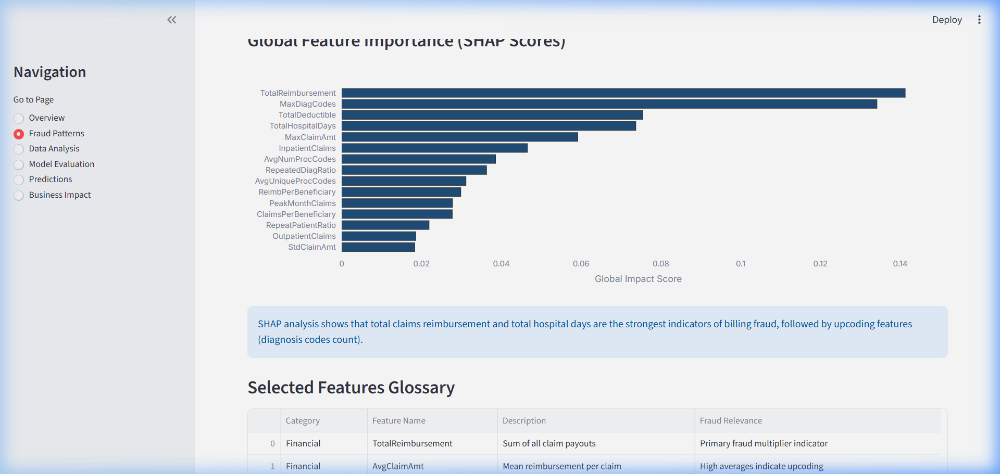 Deploy
Navigation
Go to Page
Overview
Fraud Patterns
Data Analysis
Model Evaluation
Predictions
Business Impact
Global Feature Importance (SHAP Scores)
TotalReimbursement
MaxDiagCodes
TotalDeductible
TotalHospitalDays
MaxClaimAmt
InpatientClaims
AvgNumProcCodes
RepeatedDiagRatio
AvgUniqueProcCodes
ReimbPerBeneficiary
PeakMonthClaims
ClaimsPerBeneficiary
RepeatPatientRatio
OutpatientClaims
StdClaimAmt
0 0.02 0.04 0.06 0.08 0.1 0.12 0.14
Global Impact Score
SHAP analysis shows that total claims reimbursement and total hospital days are the strongest indicators of billing fraud, followed by upcoding features
(diagnosis codes count).
Selected Features Glossary
Category Feature Name Description Fraud Relevance
0 Financial TotalReimbursement Sum of all claim payouts Primary fraud multiplier indicator
1 Financial AvgClaimAmt Mean reimbursement per claim High averages indicate upcoding